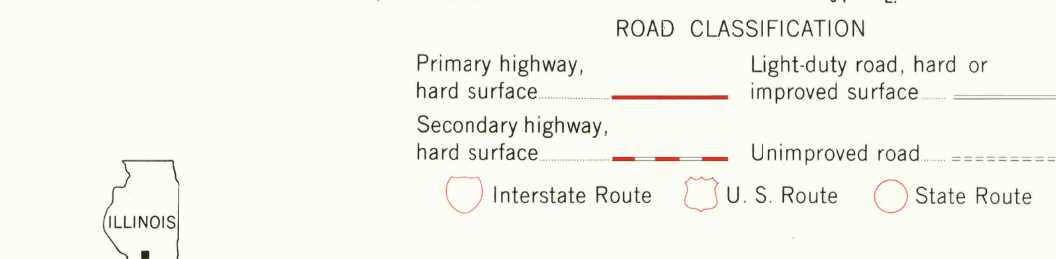 ROAD CLASSIFICATION
Primary highway,
hard surface
Light-duty road, hard or
improved surface
Secondary highway,
hard surface
Unimproved road
Interstate Route
U. S. Route
State Route
ILLINOIS